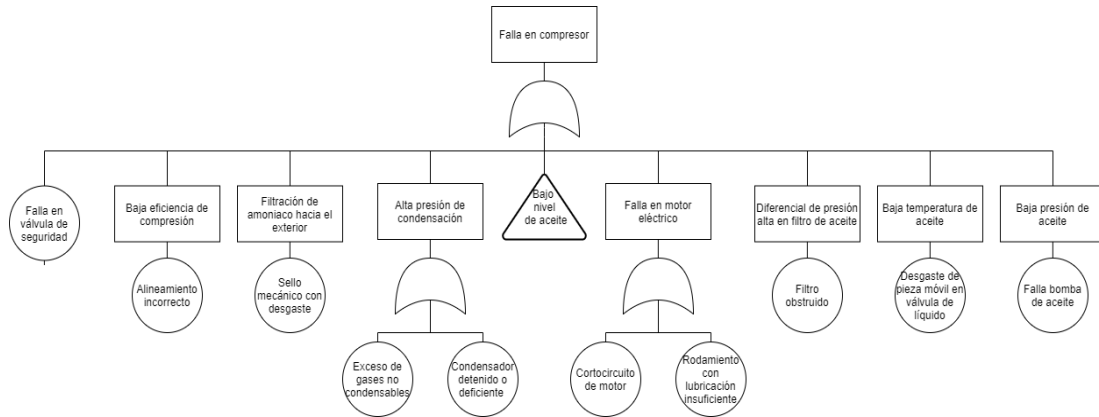 Falla en compresor
Falla en
válvula de
seguridad
Baja eficiencia de
compresión
Filtración de
amoniaco hacia el
exterior
Alta presión de
condensación
Bajo
nivel
de aceite
Falla en motor
eléctrico
Diferencial de presión
alta en filtro de aceite
Baja temperatura de
aceite
Baja presión de
aceite
Alineamiento
incorrecto
Sello
mecánico con
desgaste
Filtro
obstruido
Desgaste de
pieza móvil en
válvula de
líquido
Falla bomba
de aceite
Exceso de
gases no
condensables
Condensador
detenido o
deficiente
Cortocircuito
de motor
Rodamiento
con
lubricación
insuficiente